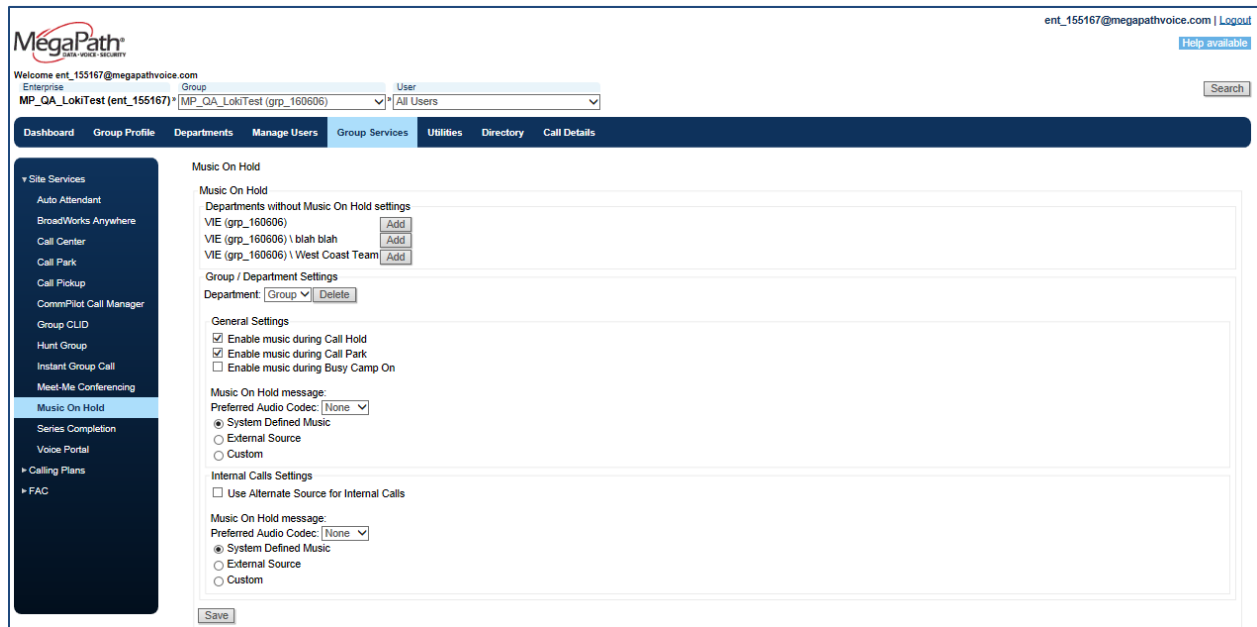 ent_155167@megapathvoice.com | Logout
MegaPath®
DATA • VOICE • SECURITY
Help available
Welcome ent_155167@megapathvoice.com
Enterprise Group User
MP_QA_LokiTest (ent_155167) » MP_QA_LokiTest (grp_160606) » All Users Search
Dashboard Group Profile Departments Manage Users Group Services Utilities Directory Call Details
Site Services
Auto Attendant
BroadWorks Anywhere
Call Center
Call Park
Call Pickup
CommPilot Call Manager
Group CLID
Hunt Group
Instant Group Call
Meet-Me Conferencing
Music On Hold
Series Completion
Voice Portal
Calling Plans
FAC
Music On Hold
Music On Hold
Departments without Music On Hold settings
VIE (grp_160606) Add
VIE (grp_160606) \ blah blah Add
VIE (grp_160606) \ West Coast Team Add
Group / Department Settings
Department: Group Delete
General Settings
Enable music during Call Hold
Enable music during Call Park
Enable music during Busy Camp On
Music On Hold message:
Preferred Audio Codec: None
System Defined Music
External Source
Custom
Internal Calls Settings
Use Alternate Source for Internal Calls
Music On Hold message:
Preferred Audio Codec: None
System Defined Music
External Source
Custom
Save